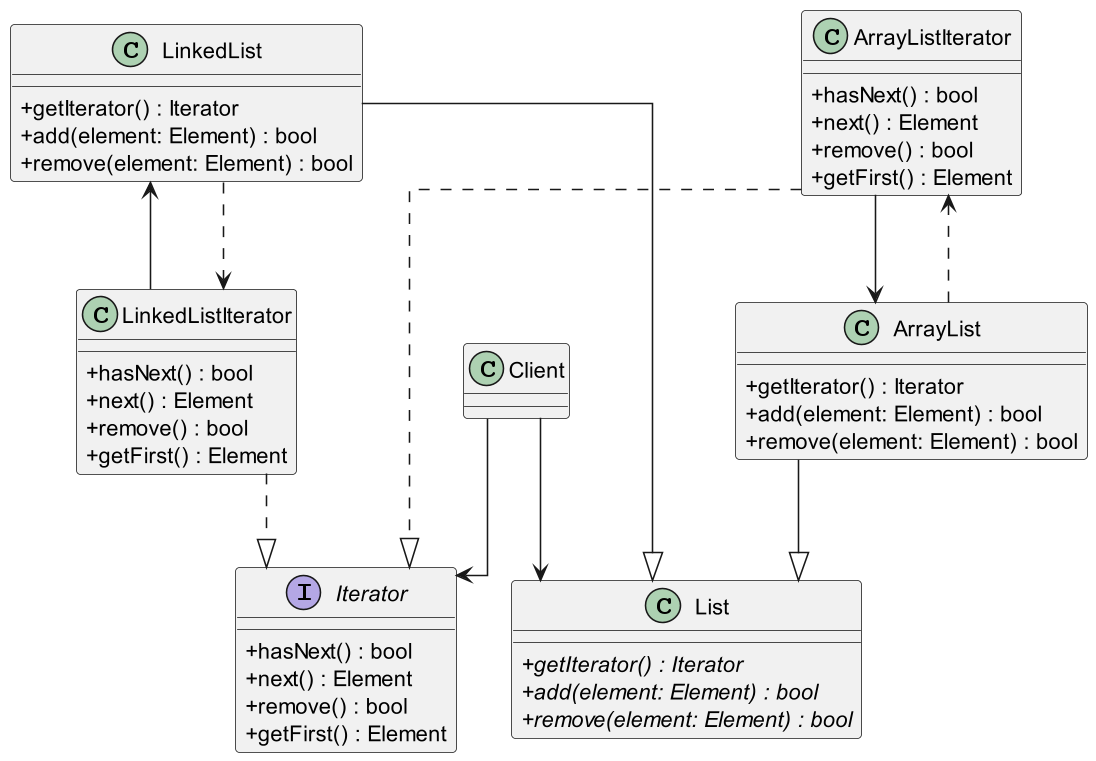 C LinkedList
+getIterator() : Iterator
+add(element: Element) : bool
+remove(element: Element) : bool
C ArrayListIterator
+hasNext() : bool
+next() : Element
+remove() : bool
+getFirst() : Element
C LinkedListIterator
+hasNext() : bool
+next() : Element
+remove() : bool
+getFirst() : Element
C Client
C ArrayList
+getIterator() : Iterator
+add(element: Element) : bool
+remove(element: Element) : bool
I Iterator
+hasNext() : bool
+next() : Element
+remove() : bool
+getFirst() : Element
C List
+getIterator() : Iterator
+add(element: Element) : bool
+remove(element: Element) : bool